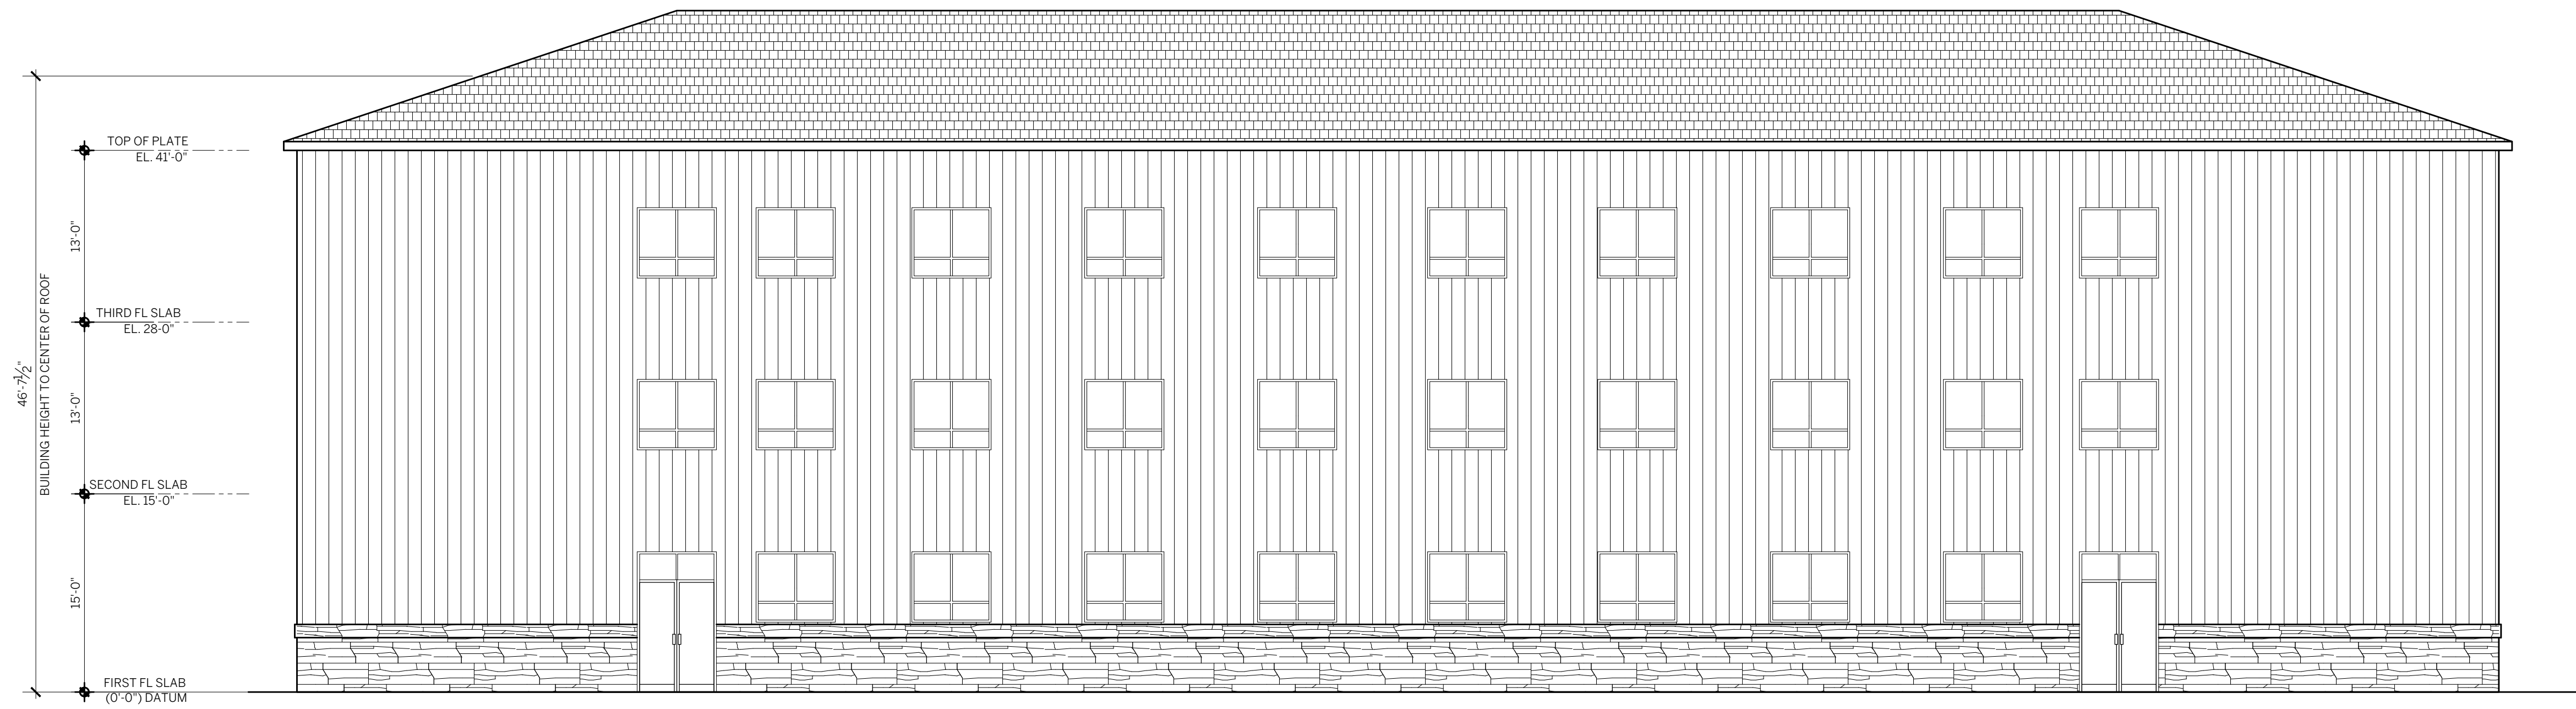 TOP OF PLATE
EL. 41'-0"
13'-0"
THIRD FL SLAB
EL. 28-0"
46'-7 1/2"
BUILDING HEIGHT TO CENTER OF ROOF
13'-0"
SECOND FL SLAB
EL. 15'-0"
15'-0"
FIRST FL SLAB
(0'-0") DATUM